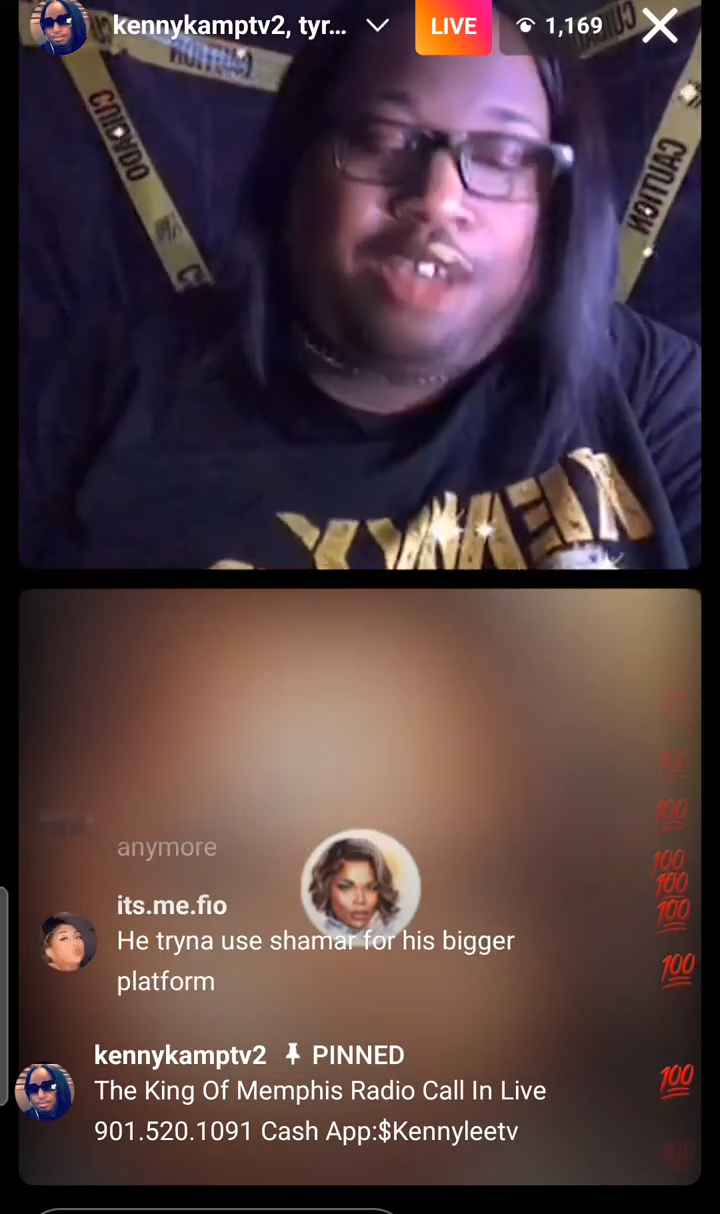 kennykamptv2, tyr...
LIVE
1,169
CAUTION
CUIDADO
CAUTION
anymore
its.me.fio
He tryna use shamar for his bigger
platform
kennykamptv2 PINNED
The King Of Memphis Radio Call In Live
901.520.1091 Cash App:$Kennyleetv
100
100
100
100
100
100
100